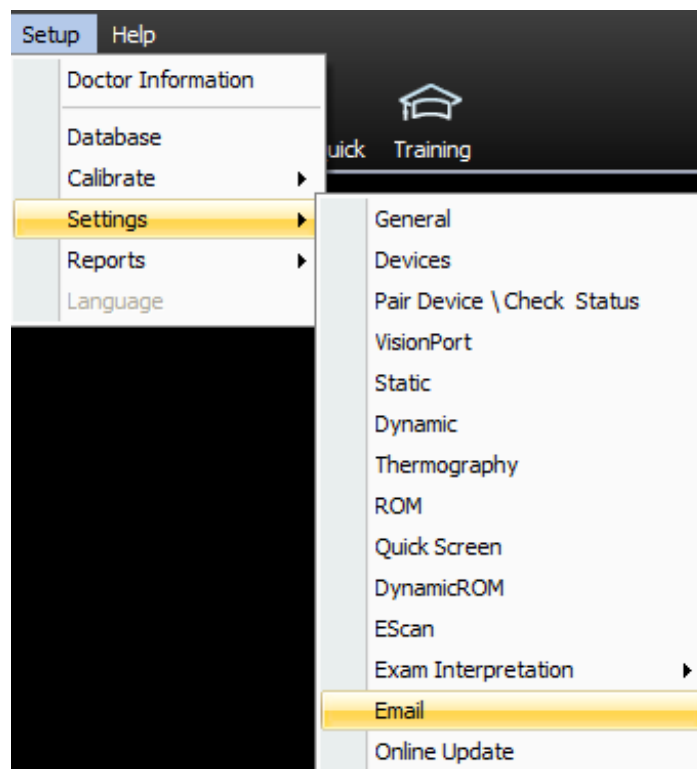 Setup Help
Doctor Information
Database
uick Training
Calibrate
Settings
Reports
Language
General
Devices
Pair Device \ Check Status
VisionPort
Static
Dynamic
Thermography
ROM
Quick Screen
DynamicROM
EScan
Exam Interpretation
Email
Online Update